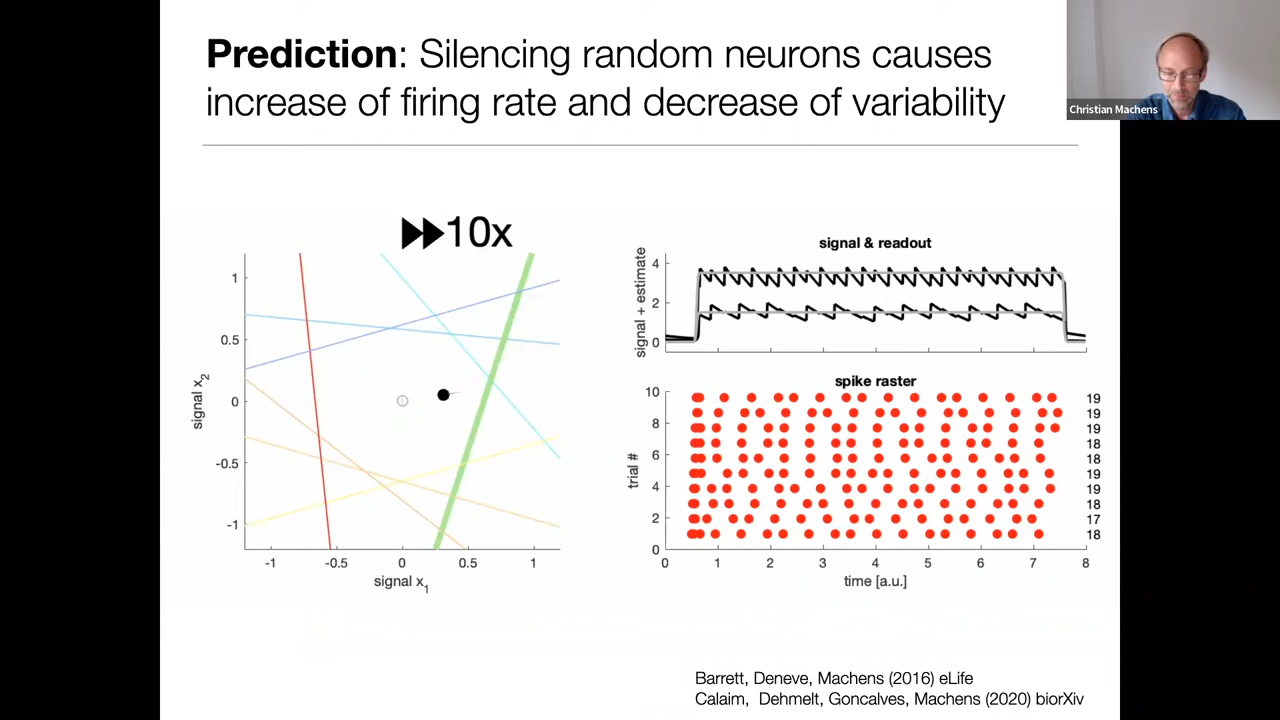 Prediction: Silencing random neurons causes
increase of firing rate and decrease of variability
Christian Machens
10x
signal x2
1
0.5
0
-0.5
-1
-1
-0.5
0
0.5
1
signal x1
signal & readout
signal + estimate
4
2
0
spike raster
trial #
10
8
6
4
2
0
19
19
19
18
18
19
19
18
17
18
0
1
2
3
4
5
6
7
8
time [a.u.]
Barrett, Deneve, Machens (2016) eLife
Calaim, Dehmelt, Goncalves, Machens (2020) biorXiv